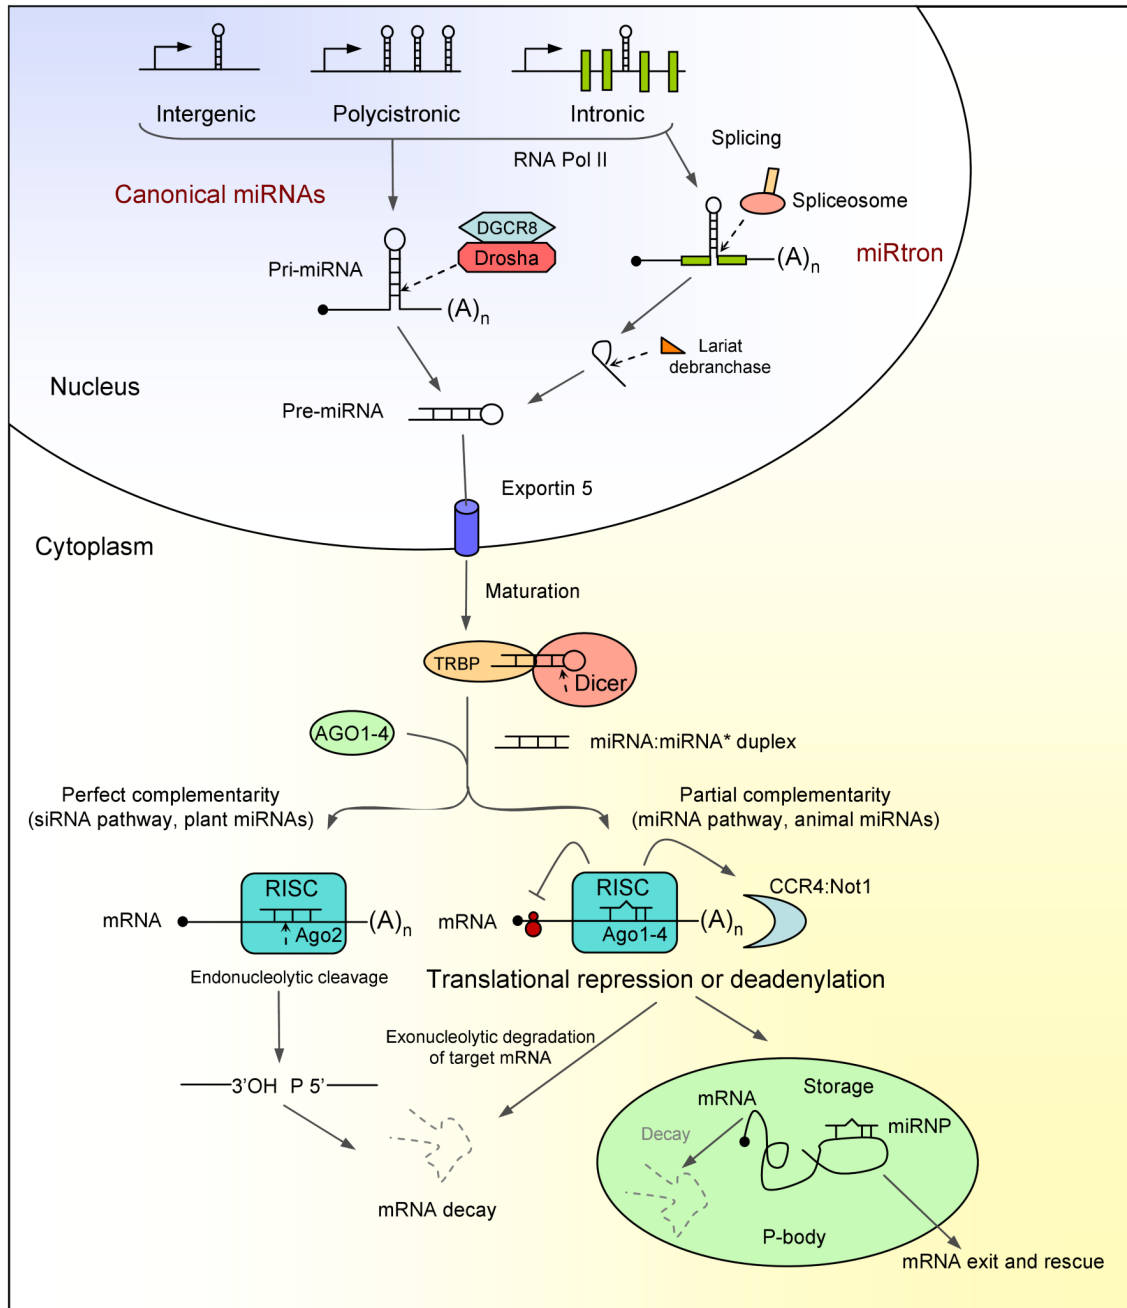 Intergenic
Polycistronic
Intronic
RNA Pol II
Splicing
Canonical miRNAs
Spliceosome
DGCR8
Drosha
miRtron
Pri-miRNA
(A)n
(A)n
Lariat
debranchase
Nucleus
Pre-miRNA
Exportin 5
Cytoplasm
Maturation
TRBP
Dicer
AGO1-4
miRNA:miRNA* duplex
Perfect complementarity
(siRNA pathway, plant miRNAs)
Partial complementarity
(miRNA pathway, animal miRNAs)
RISC
mRNA
(A)n
Ago2
RISC
mRNA
(A)n
Ago1-4
CCR4:Not1
Endonucleolytic cleavage
Translational repression or deadenylation
Exonucleolytic degradation
of target mRNA
3'OH P 5'
mRNA decay
Storage
mRNA
miRNP
Decay
P-body
mRNA exit and rescue